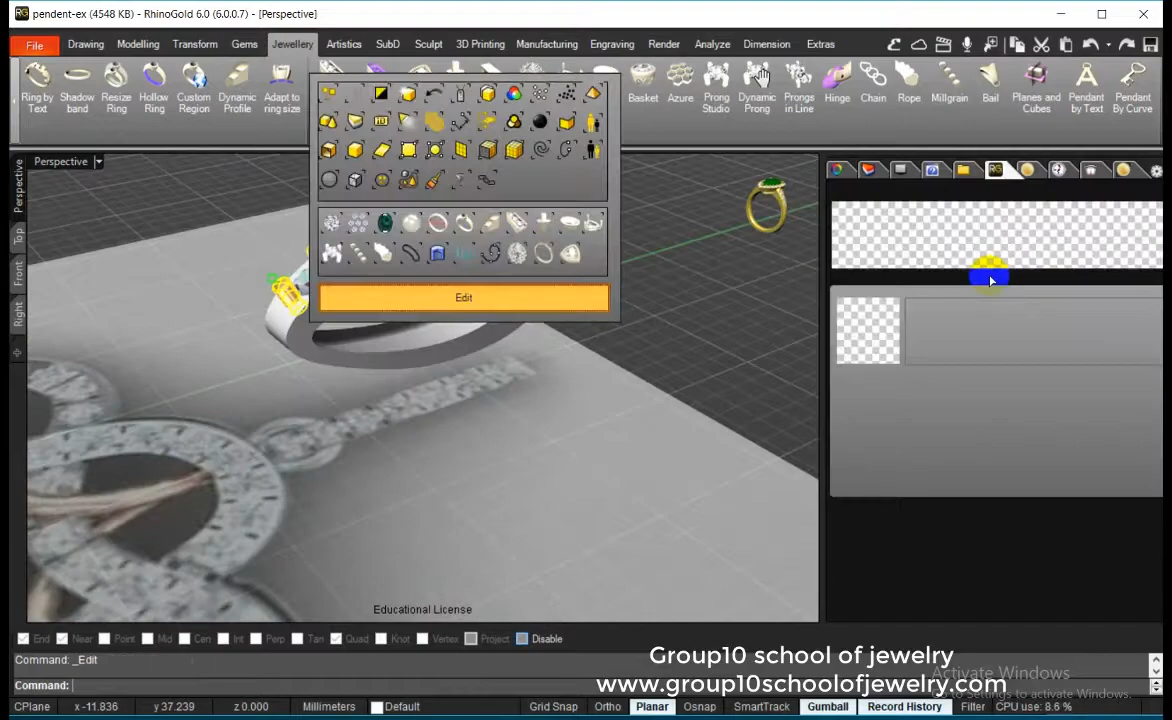 pendent-ex (4548 KB) - RhinoGold 6.0 (6.0.0.7) - [Perspective]
File Drawing Modelling Transform Gems Jewellery Artistics SubD Sculpt 3D Printing Manufacturing Engraving Render Analyze Dimension Extras
Ring by Text
Shadow band
Resize Ring
Hollow Ring
Custom Region
Dynamic Profile
Adapt to ring size
Basket
Azure
Prong Studio
Dynamic Prong
Prongs in Line
Hinge
Chain
Rope
Millgrain
Bail
Planes and Cubes
Pendant by Text
Pendant By Curve
Perspective
Perspective
Top
Front
Right
Edit
Educational License
End Near Point Mid Cen Int Perp Tan Quad Knot Vertex Project Disable
Command: _Edit
Command:
Group10 school of jewelry
www.group10schoolofjewelry.com
Activate Windows
Go to Settings to activate Windows.
CPlane x -11.836 y 37.239 z 0.000 Millimeters Default Grid Snap Ortho Planar Osnap SmartTrack Gumball Record History Filter CPU use: 8.6 %